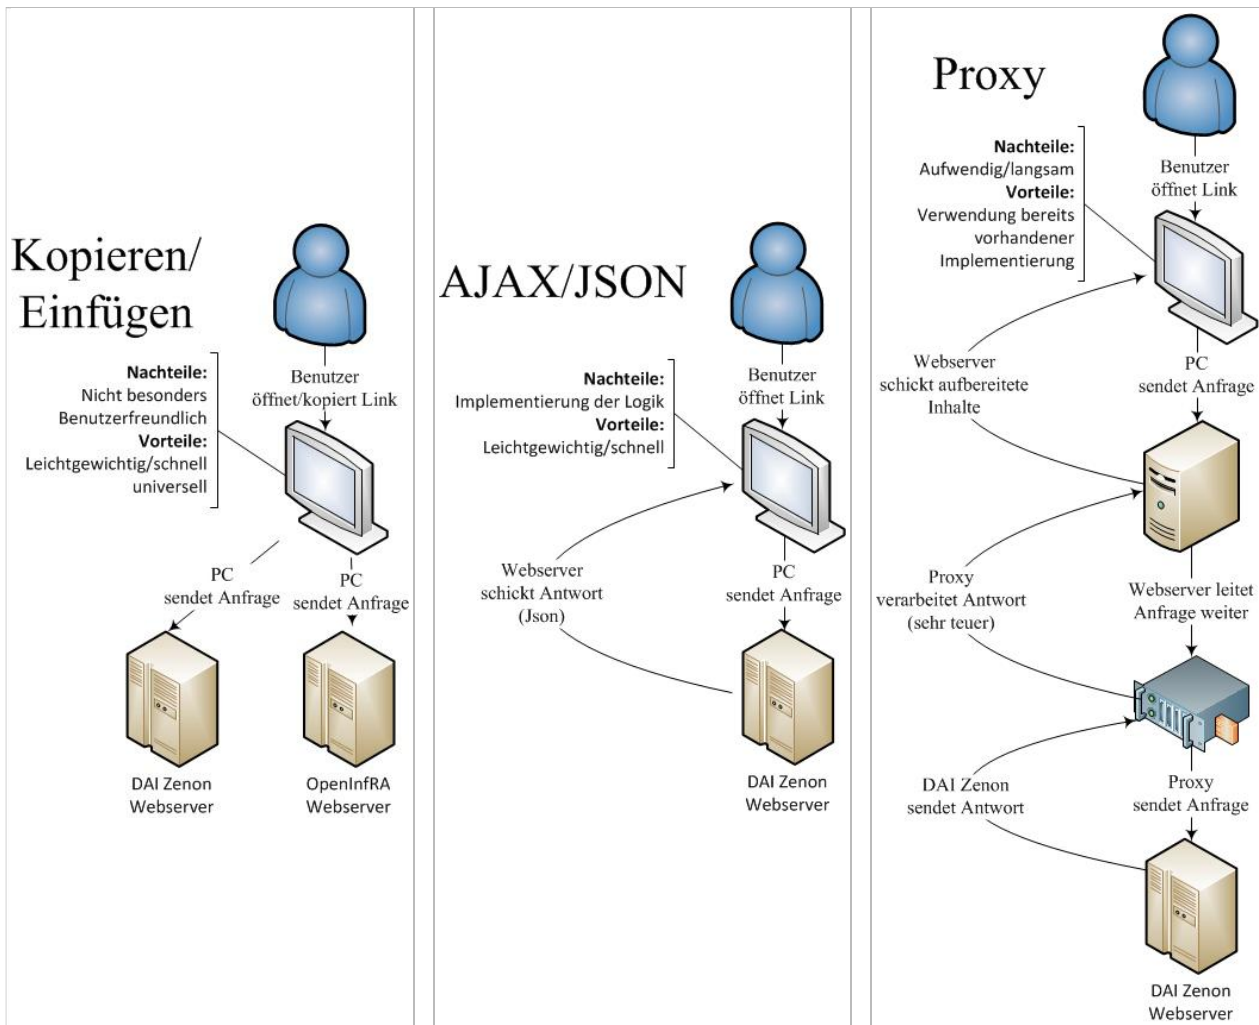 Kopieren/
Einfügen
Nachteile:
Nicht besonders
Benutzerfreundlich
Vorteile:
Leichtgewichtig/schnell
universell
Benutzer
öffnet/kopiert Link
PC
sendet Anfrage
PC
sendet Anfrage
DAI Zenon
Webserver
OpenInfRA
Webserver
AJAX/JSON
Nachteile:
Implementierung der Logik
Vorteile:
Leichtgewichtig/schnell
Benutzer
öffnet Link
Webserver
schickt Antwort
(Json)
PC
sendet Anfrage
DAI Zenon
Webserver
Proxy
Nachteile:
Aufwendig/langsam
Vorteile:
Verwendung bereits
vorhandener
Implementierung
Benutzer
öffnet Link
Webserver
schickt aufbereitete
Inhalte
PC
sendet Anfrage
Proxy
verarbeitet Antwort
(sehr teuer)
Webserver leitet
Anfrage weiter
DAI Zenon
sendet Antwort
Proxy
sendet Anfrage
DAI Zenon
Webserver